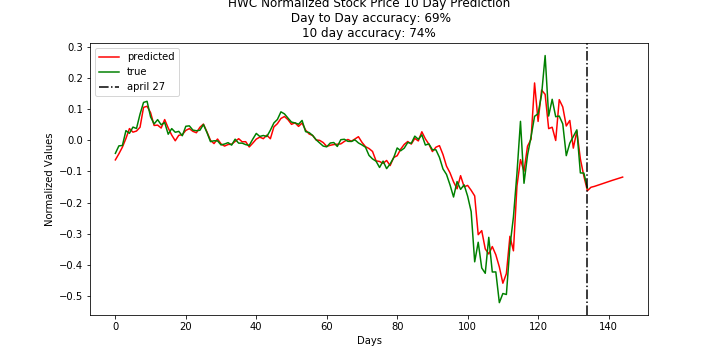 HWC Normalized Stock Price 10 Day Prediction
Day to Day accuracy: 69%
10 day accuracy: 74%
predicted
true
april 27
Normalized Values
0.3
0.2
0.1
0.0
−0.1
−0.2
−0.3
−0.4
−0.5
0 20 40 60 80 100 120 140
Days